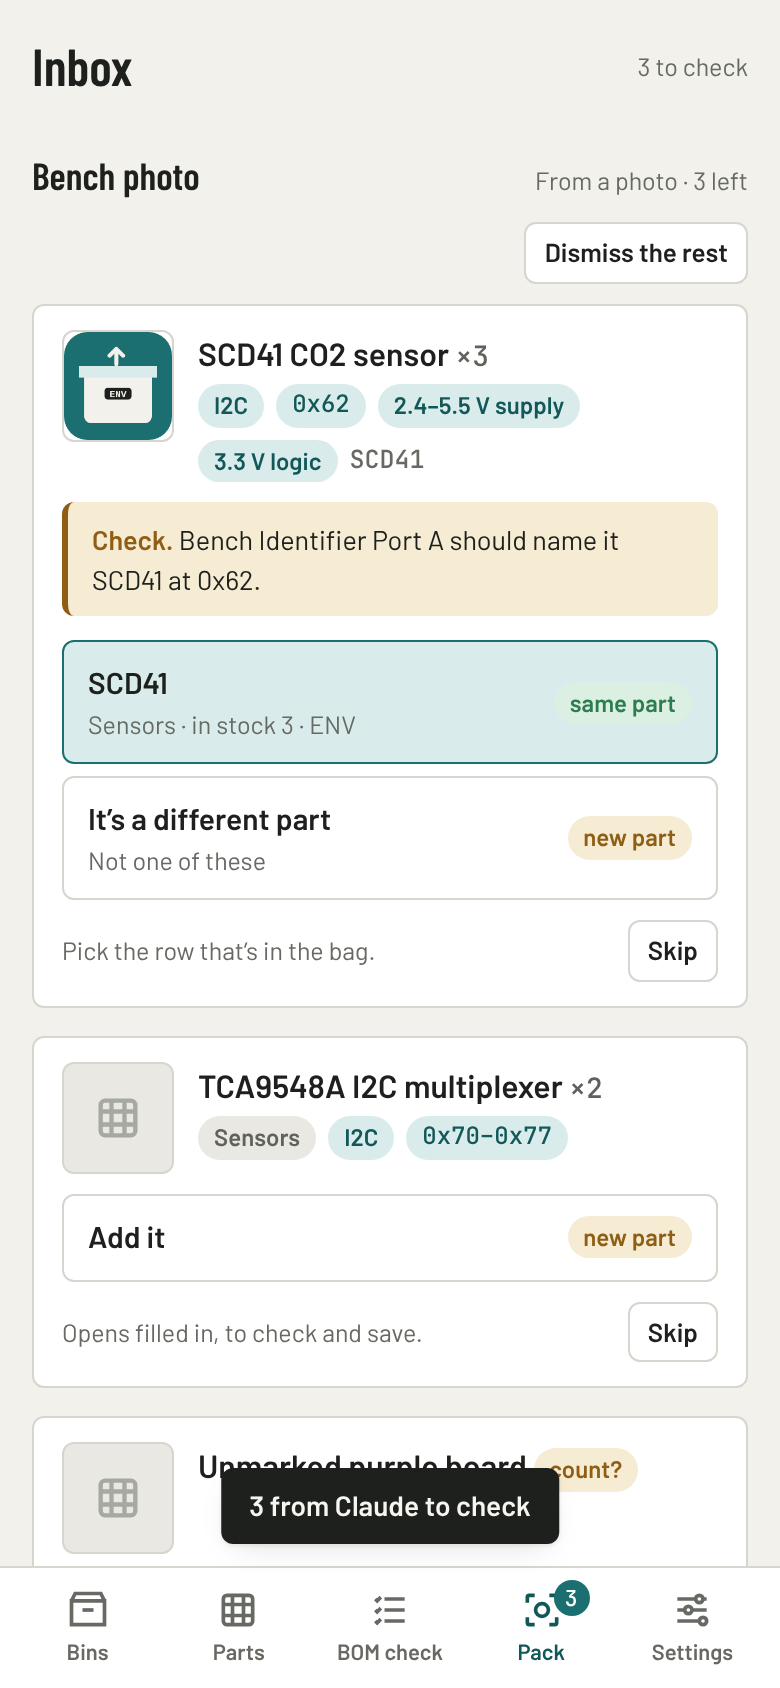 Inbox
3 to check
Bench photo
From a photo · 3 left
Dismiss the rest
ENV
SCD41 CO2 sensor ×3
I2C 0x62 2.4–5.5 V supply
3.3 V logic SCD41
Check. Bench Identifier Port A should name it
SCD41 at 0x62.
SCD41
Sensors · in stock 3 · ENV
same part
It’s a different part
Not one of these
new part
Pick the row that’s in the bag.
Skip
TCA9548A I2C multiplexer ×2
Sensors I2C 0x70–0x77
Add it
new part
Opens filled in, to check and save.
Skip
Unmarked purple board count?
3 from Claude to check
3
Bins Parts BOM check Pack Settings